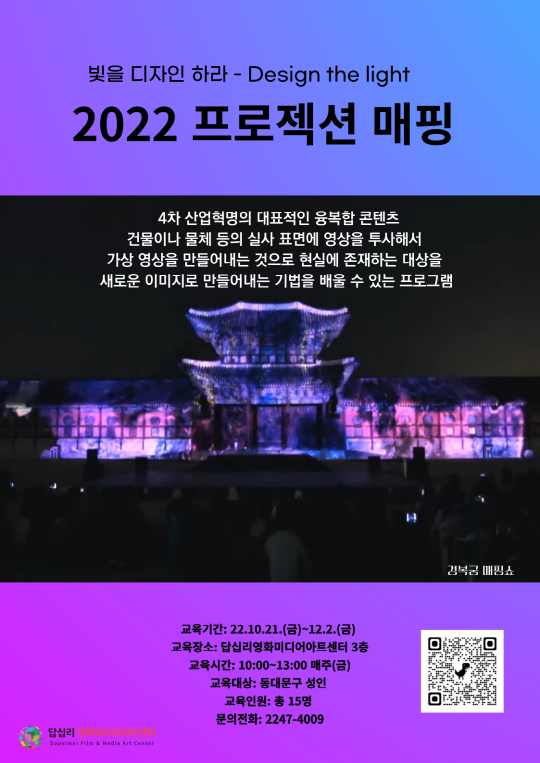 빛을 디자인 하라 - Design the light
2022 프로젝션 매핑
4차 산업혁명의 대표적인 융복합 콘텐츠
건물이나 물체 등의 실사 표면에 영상을 투사해서
가상 영상을 만들어내는 것으로 현실에 존재하는 대상을
새로운 이미지로 만들어내는 기법을 배울 수 있는 프로그램
경복궁 매핑쇼
교육기간: 22.10.21.(금)~12.2.(금)
교육장소: 답십리영화미디어아트센터 3층
교육시간: 10:00~13:00 매주(금)
교육대상: 동대문구 성인
교육인원: 총 15명
문의전화: 2247-4009
답십리 영화미디어아트센터
Dapsimni Film & Media Art Center